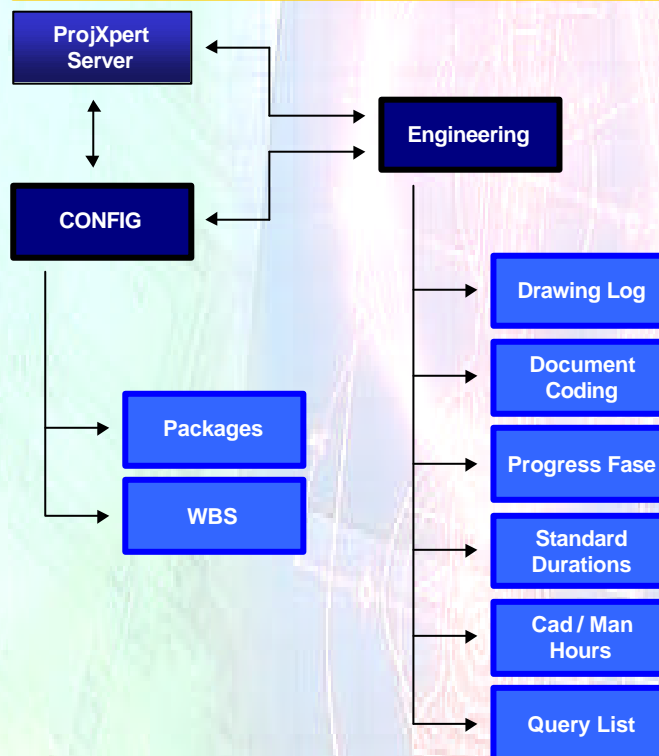 ProjXpert
Server
Engineering
CONFIG
Drawing Log
Document
Coding
Packages
Progress Fase
WBS
Standard
Durations
Cad / Man
Hours
Query List